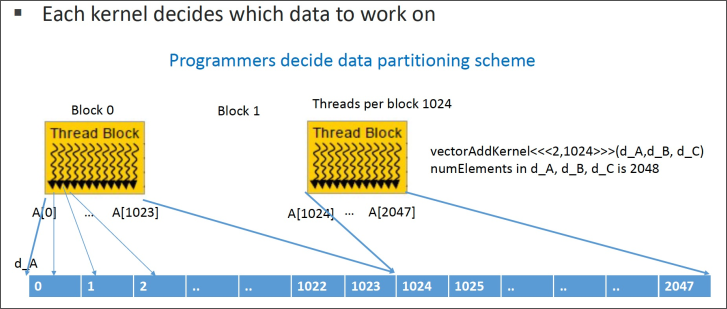 ▪ Each kernel decides which data to work on
Programmers decide data partitioning scheme
Block 0
Block 1
Threads per block 1024
Thread Block
Thread Block
vectorAddKernel<<<2,1024>>>(d_A,d_B, d_C)
numElements in d_A, d_B, d_C is 2048
A[0] ... A[1023]
A[1024] ... A[2047]
d_A
0 1 2 .. .. 1022 1023 1024 1025 .. .. .. 2047